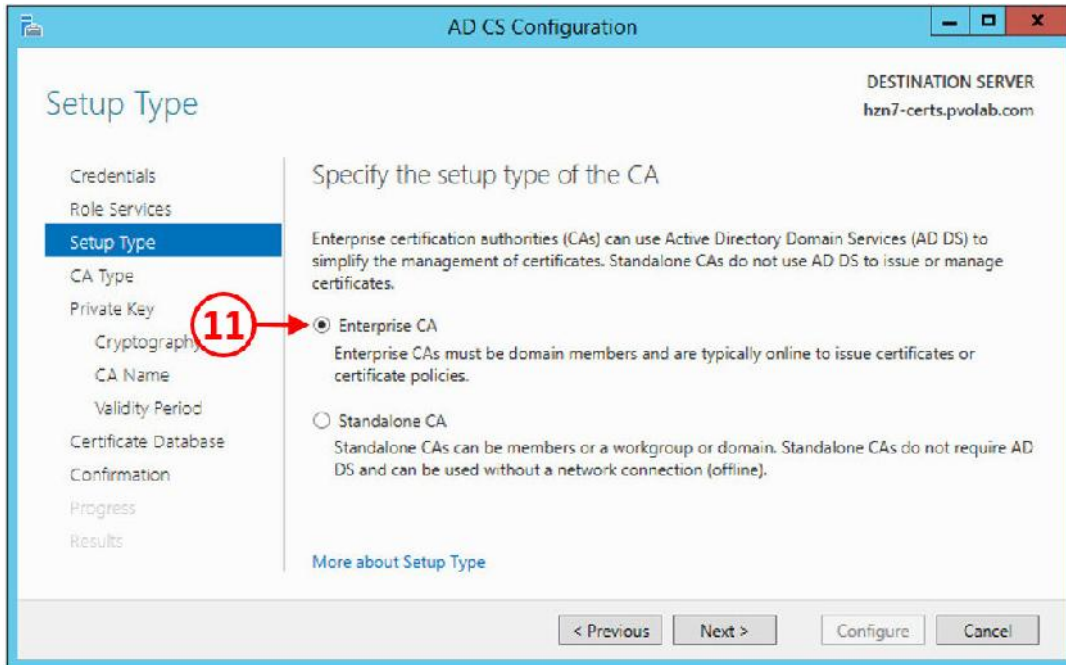 AD CS Configuration
DESTINATION SERVER
hzn7-certs.pvolab.com
Setup Type
Credentials
Role Services
Setup Type
CA Type
Private Key
Cryptography
CA Name
Validity Period
Certificate Database
Confirmation
Progress
Results
Specify the setup type of the CA
Enterprise certification authorities (CAs) can use Active Directory Domain Services (AD DS) to
simplify the management of certificates. Standalone CAs do not use AD DS to issue or manage
certificates.
11
Enterprise CA
Enterprise CAs must be domain members and are typically online to issue certificates or
certificate policies.
Standalone CA
Standalone CAs can be members or a workgroup or domain. Standalone CAs do not require AD
DS and can be used without a network connection (offline).
More about Setup Type
< Previous
Next >
Configure
Cancel